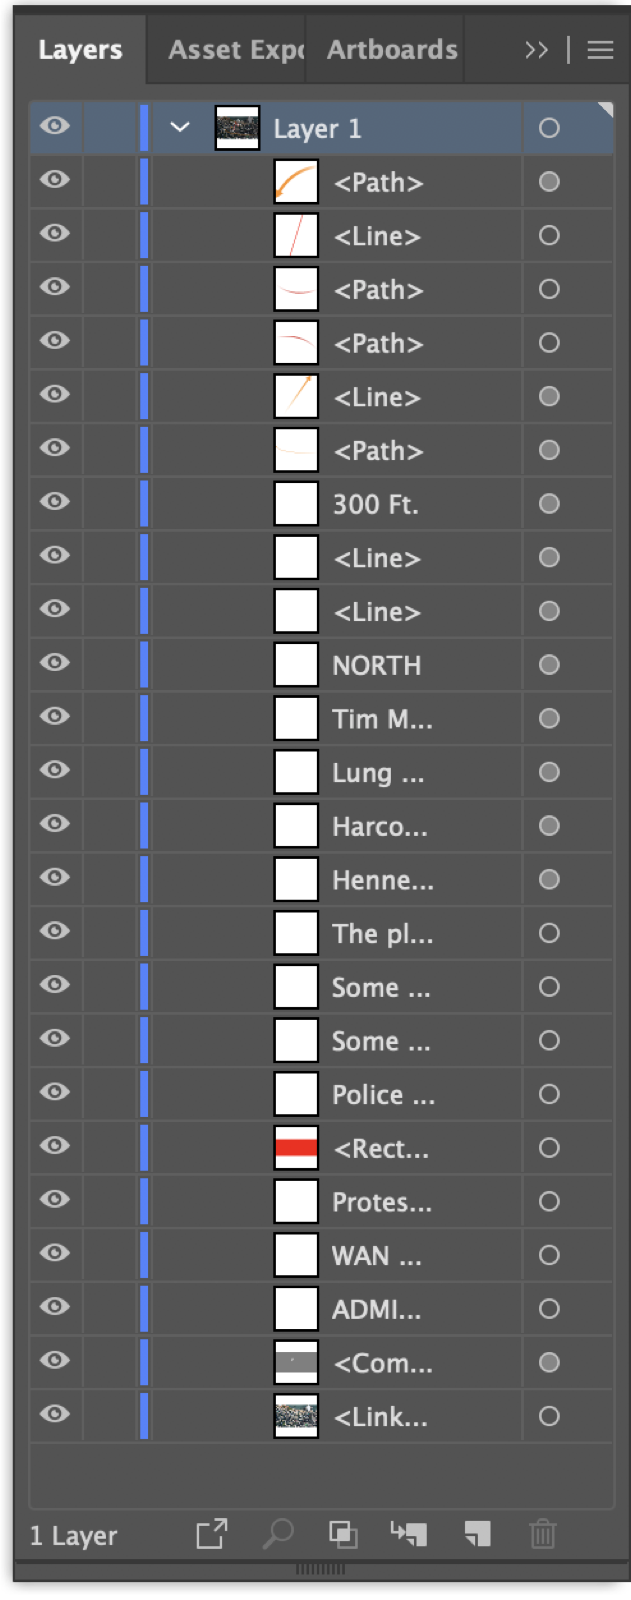 Layers Asset Expo Artboards
Layer 1
<Path>
<Line>
<Path>
<Path>
<Line>
<Path>
300 Ft.
<Line>
<Line>
NORTH
Tim M...
Lung ...
Harco...
Henne...
The pl...
Some ...
Some ...
Police ...
<Rect...
Protes...
WAN ...
ADMI...
<Com...
<Link...
1 Layer